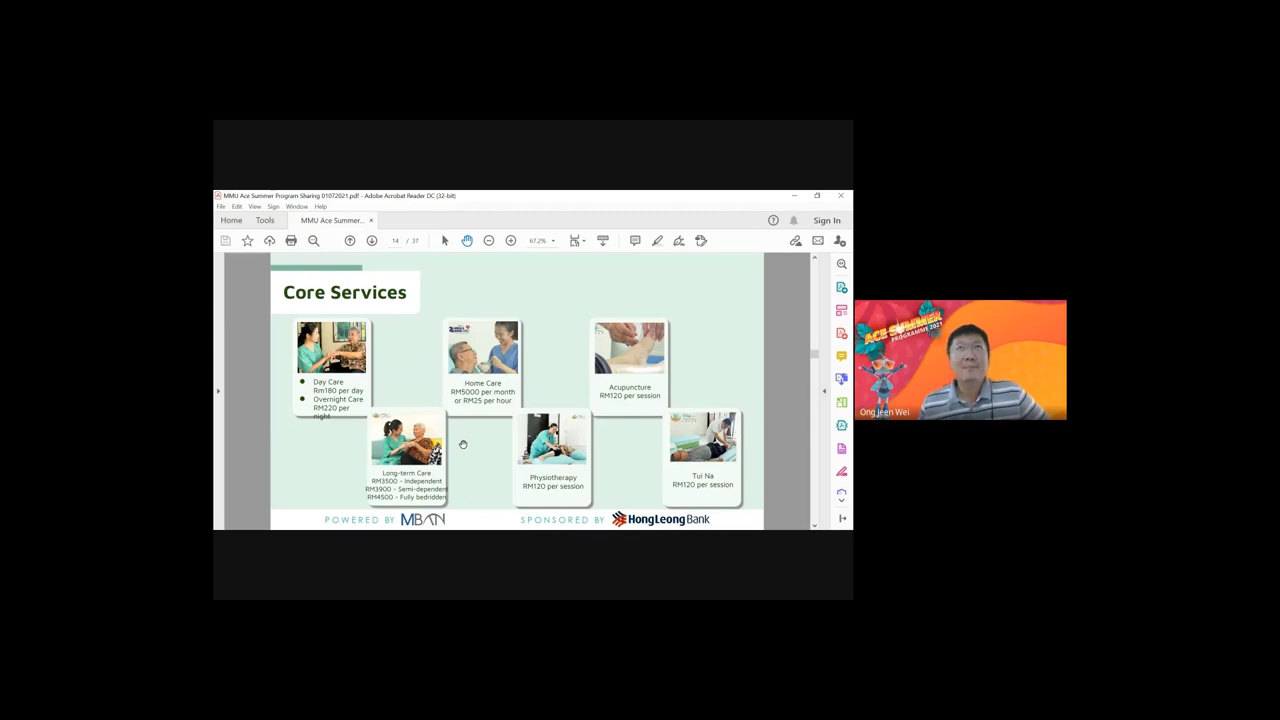 MMU Ace Summer Program Sharing 01072021.pdf - Adobe Acrobat Reader DC (32-bit)
File Edit View Sign Window Help
Home Tools MMU Ace Summer... × Sign In
14 / 37 67.2%
Core Services
Day Care
Rm180 per day
Overnight Care
RM220 per
night
Home Care
RM5000 per month
or RM25 per hour
Acupuncture
RM120 per session
Long-term Care
RM3500 - Independent
RM3900 - Semi-dependent
RM4500 - Fully bedridden
Physiotherapy
RM120 per session
Tui Na
RM120 per session
POWERED BY MBAN SPONSORED BY HongLeong Bank
ACE SUMMER
PROGRAMME 2021
Ong Jeen Wei